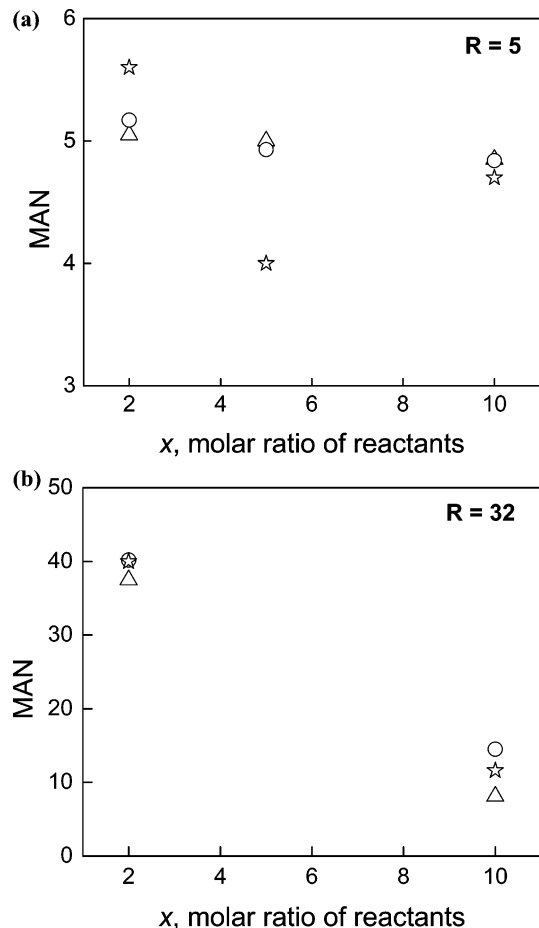 (a)
R = 5
6
5
4
3
MAN
2 4 6 8 10
x, molar ratio of reactants
(b)
R = 32
50
40
30
20
10
0
MAN
2 4 6 8 10
x, molar ratio of reactants